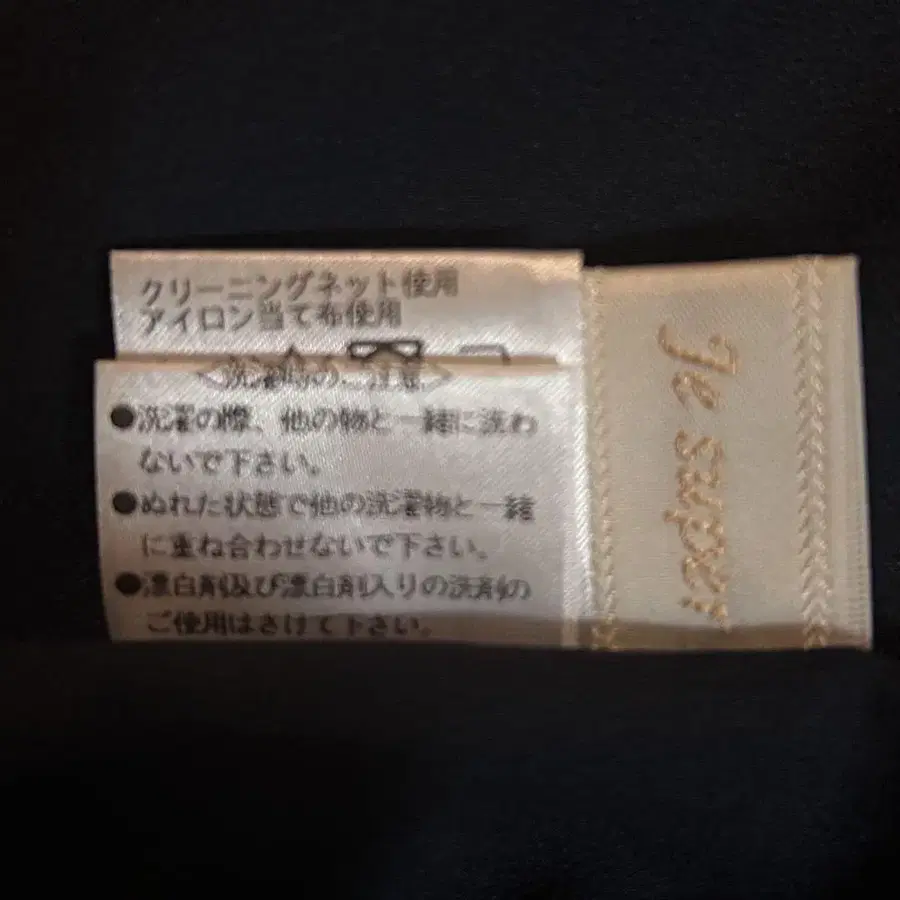 クリーニングネット使用
アイロン当て布使用
<洗濯時のご注意>
●洗濯の際、他の物と一緒に洗わ
ないで下さい。
●ぬれた状態で他の洗濯物と一緒
に重ね合わせないで下さい。
●漂白剤及び漂白剤入りの洗剤の
ご使用はさけて下さい。
Je super